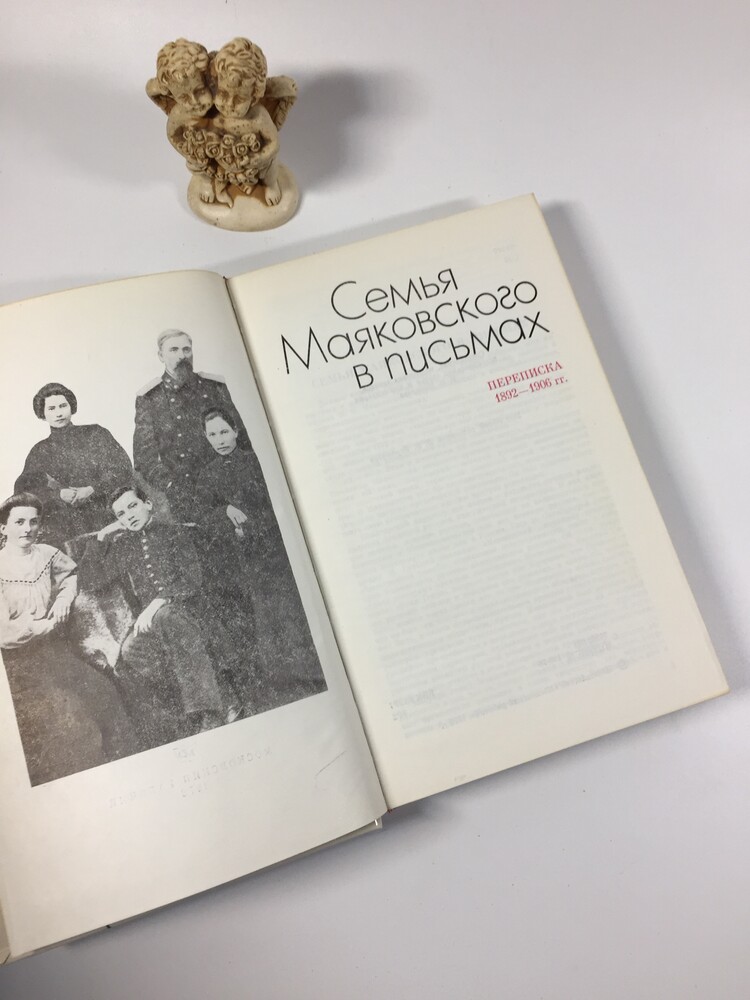 Семья
Маяковского
в письмах
ПЕРЕПИСКА
1892—1906 гг.